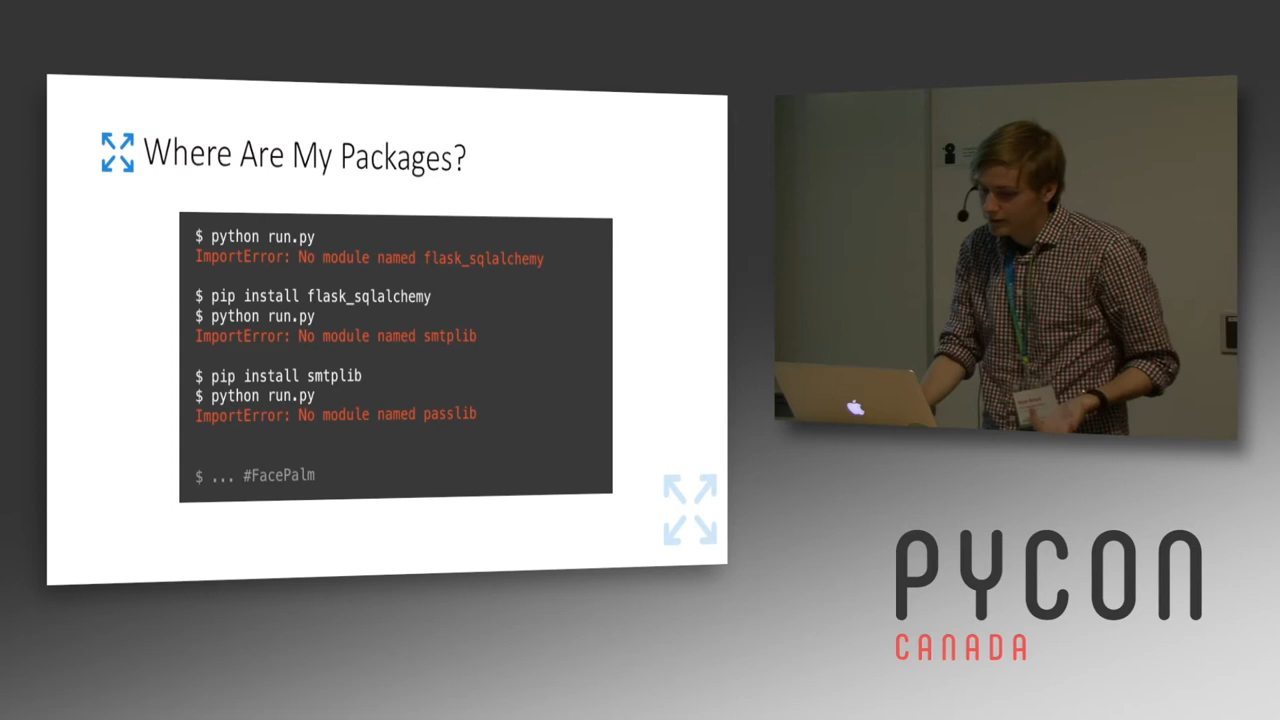 Where Are My Packages?
$ python run.py
ImportError: No module named flask_sqlalchemy
$ pip install flask_sqlalchemy
$ python run.py
ImportError: No module named smtplib
$ pip install smtplib
$ python run.py
ImportError: No module named passlib
$ ... #FacePalm
PYCON
CANADA